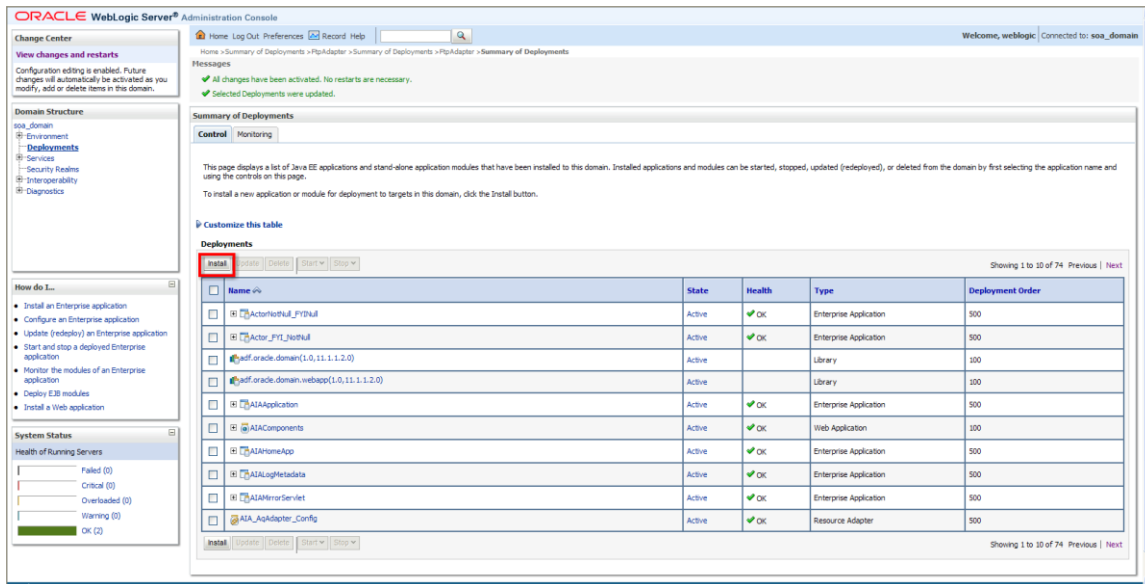 ORACLE WebLogic Server® Administration Console
Change Center
View changes and restarts
Configuration editing is enabled. Future
changes will automatically be activated as you
modify, add or delete items in this domain.
Domain Structure
soa_domain
Environment
Deployments
Services
Security Realms
Interoperability
Diagnostics
How do I...
Install an Enterprise application
Configure an Enterprise application
Update (redeploy) an Enterprise application
Start and stop a deployed Enterprise
application
Monitor the modules of an Enterprise
application
Deploy EJB modules
Install a Web application
System Status
Health of Running Servers
Failed (0)
Critical (0)
Overloaded (0)
Warning (0)
OK (2)
Home Log Out Preferences Record Help
Welcome, weblogic Connected to: soa_domain
Home >Summary of Deployments >PtpAdapter >Summary of Deployments >PtpAdapter >Summary of Deployments
Messages
All changes have been activated. No restarts are necessary.
Selected Deployments were updated.
Summary of Deployments
Control Monitoring
This page displays a list of Java EE applications and stand-alone application modules that have been installed to this domain. Installed applications and modules can be started, stopped, updated (redeployed), or deleted from the domain by first selecting the application name and
using the controls on this page.
To install a new application or module for deployment to targets in this domain, click the Install button.
Customize this table
Deployments
Install Update Delete Start Stop Showing 1 to 10 of 74 Previous | Next
Name State Health Type Deployment Order
ActorNotNull_FYINull Active OK Enterprise Application 500
Actor_FYI_NotNull Active OK Enterprise Application 500
adf.oracle.domain(1.0,11.1.1.2.0) Active Library 100
adf.oracle.domain.webapp(1.0,11.1.1.2.0) Active Library 100
AIAApplication Active OK Enterprise Application 500
AIAComponents Active OK Web Application 100
AIAHomeApp Active OK Enterprise Application 500
AIALogMetadata Active OK Enterprise Application 500
AIAMirrorServlet Active OK Enterprise Application 500
AIA_AqAdapter_Config Active OK Resource Adapter 500
Install Update Delete Start Stop Showing 1 to 10 of 74 Previous | Next